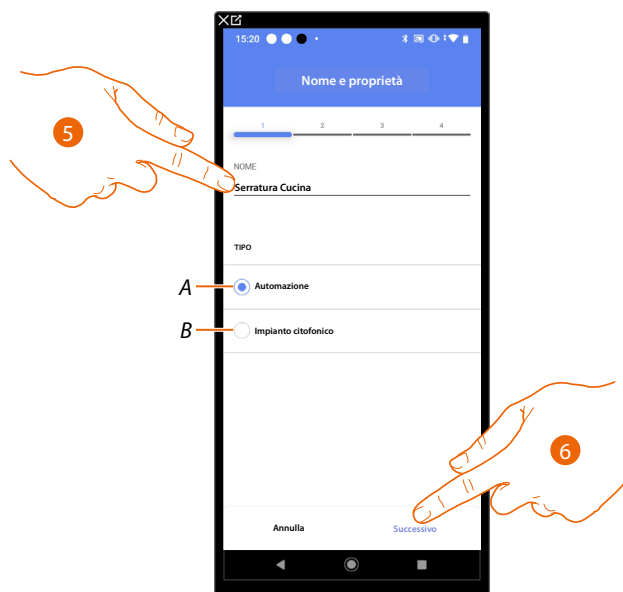 15:20
Nome e proprietà
1 2 3 4
5
NOME
Serratura Cucina
TIPO
A Automazione
B Impianto citofonico
6
Annulla Successivo